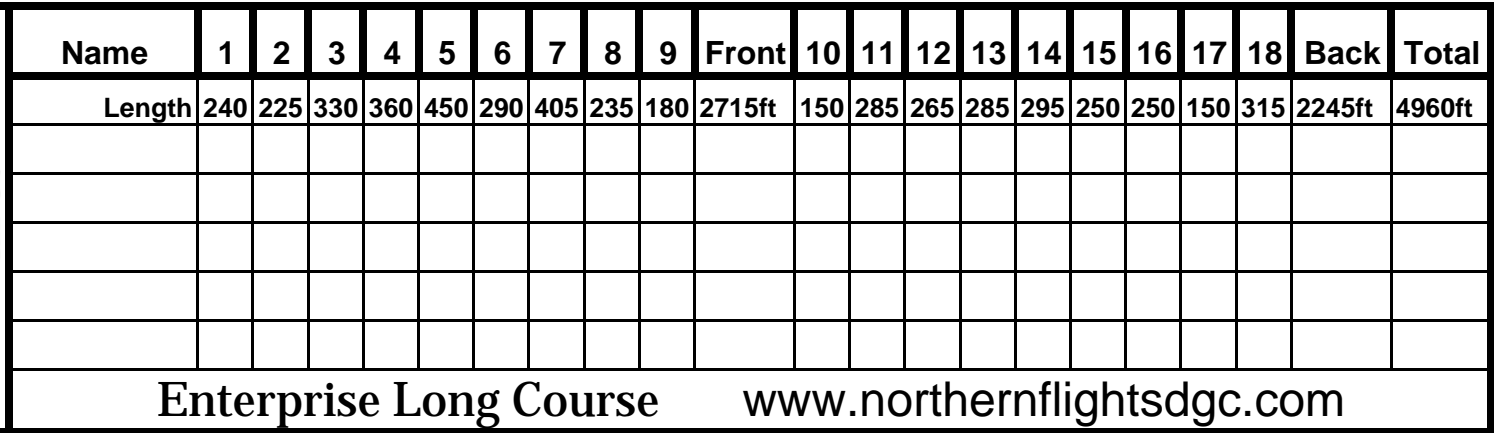 Name 1 2 3 4 5 6 7 8 9 Front 10 11 12 13 14 15 16 17 18 Back Total
Length 240 225 330 360 450 290 405 235 180 2715ft 150 285 265 285 295 250 250 150 315 2245ft 4960ft
Enterprise Long Course www.northernflightsdgc.com